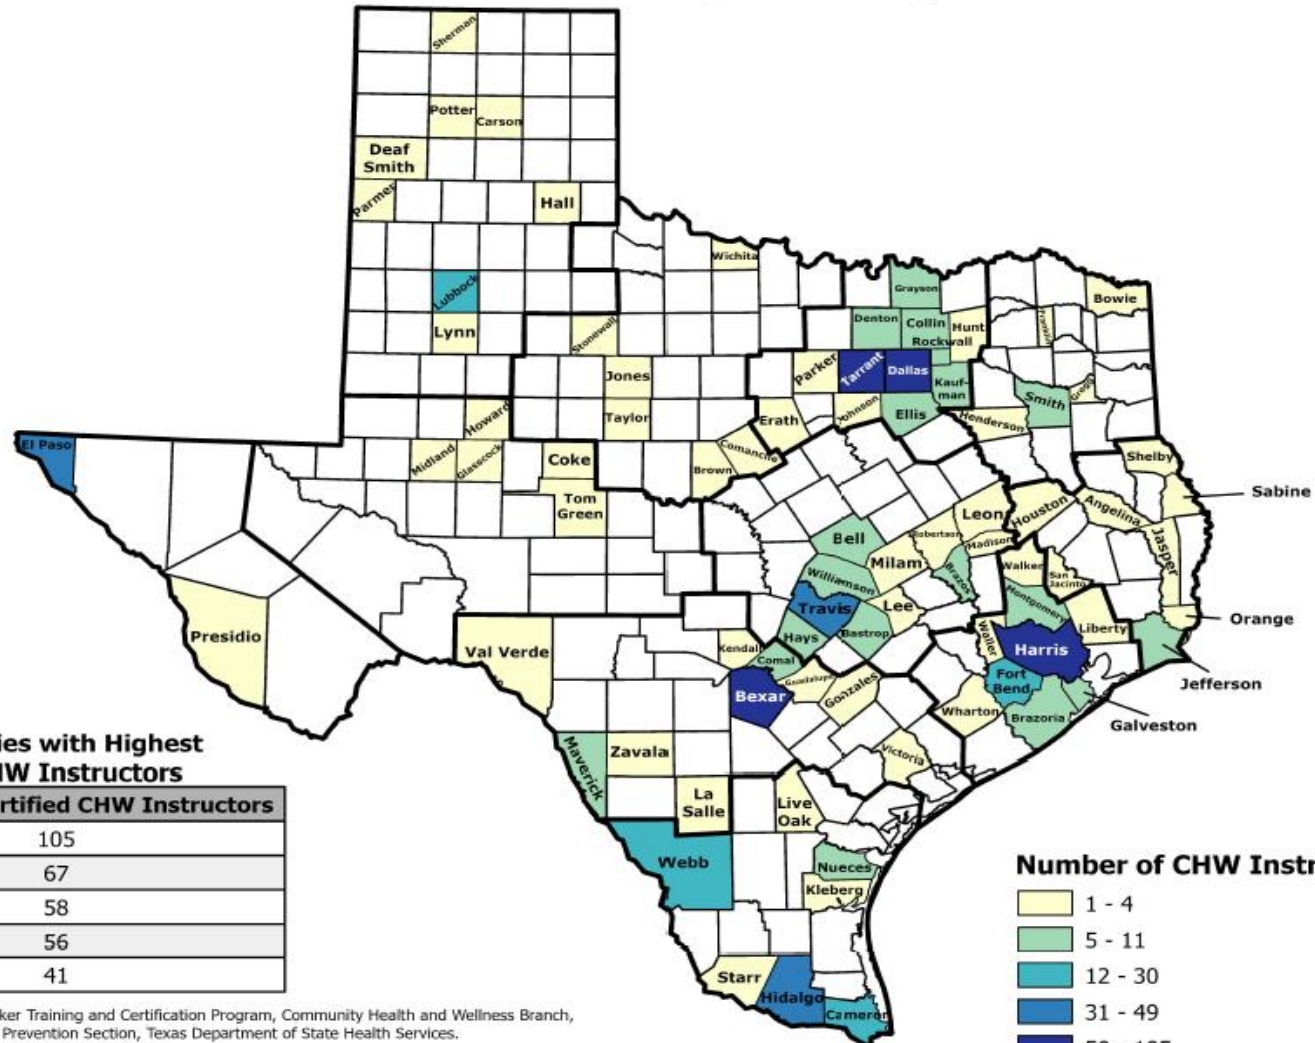 Sherman
Potter
Carson
Deaf
Smith
Parmer
Hall
Wichita
Lubbock
Lynn
Stonewall
Grayson
Bowie
Denton
Collin
Hunt
Rockwall
Franklin
Jones
Parker
Tarrant
Dallas
Kauf-
man
Smith
Gregg
Howard
Taylor
Erath
Johnson
Ellis
Henderson
El Paso
Midland
Glasscock
Coke
Brown
Comanche
Shelby
Tom
Green
Sabine
Leon
Houston
Angelina
Bell
Robertson
Madison
Jasper
Milam
Walker
San
Jacinto
Williamson
Brazos
Montgomery
Travis
Lee
Orange
Presidio
Hays
Bastrop
Waller
Liberty
Val Verde
Kendall
Harris
Comal
Jefferson
Bexar
Guadalupe
Gonzales
Fort
Bend
Wharton
Brazoria
Galveston
Maverick
Zavala
Victoria
La
Salle
Live
Oak
Webb
Nueces
Kleberg
Starr
Hidalgo
Cameron
ies with Highest
HW Instructors
rtified CHW Instructors
105
67
58
56
41
ker Training and Certification Program, Community Health and Wellness Branch,
Prevention Section, Texas Department of State Health Services.
Number of CHW Instr
1 - 4
5 - 11
12 - 30
31 - 49